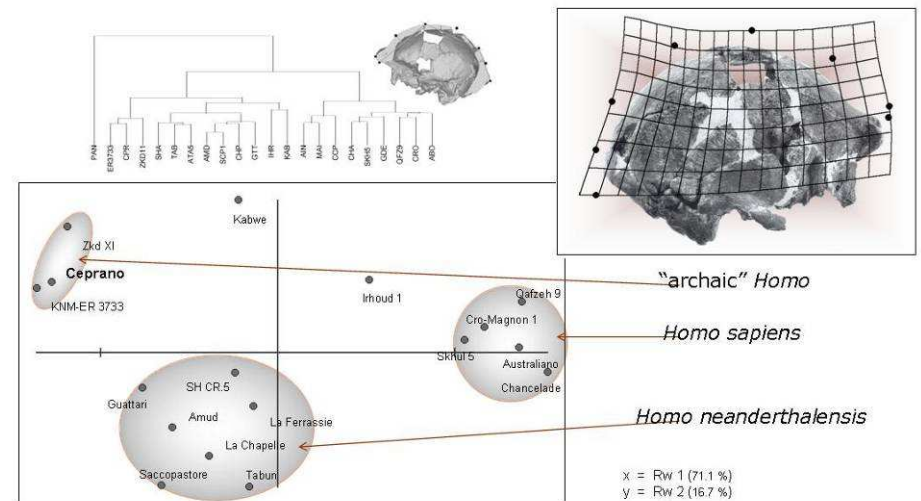 PAN
ER3733
CPR
ZKD11
SHA
TAB
ATA5
AMD
SCP1
CHP
GTT
IHR
KAB
AIN
MAI
CCP
CHA
SKH5
GDE
QFZ9
CRO
ABO
Kabwe
Zkd XI
Ceprano
KNM-ER 3733
Irhoud 1
Qafzeh 9
Cro-Magnon 1
Skhul 5
Australiano
Chancelade
SH CR.5
Guattari
Amud
La Ferrassie
La Chapelle
Saccopastore
Tabun
"archaic" Homo
Homo sapiens
Homo neanderthalensis
x = Rw 1 (71.1 %)
y = Rw 2 (16.7 %)